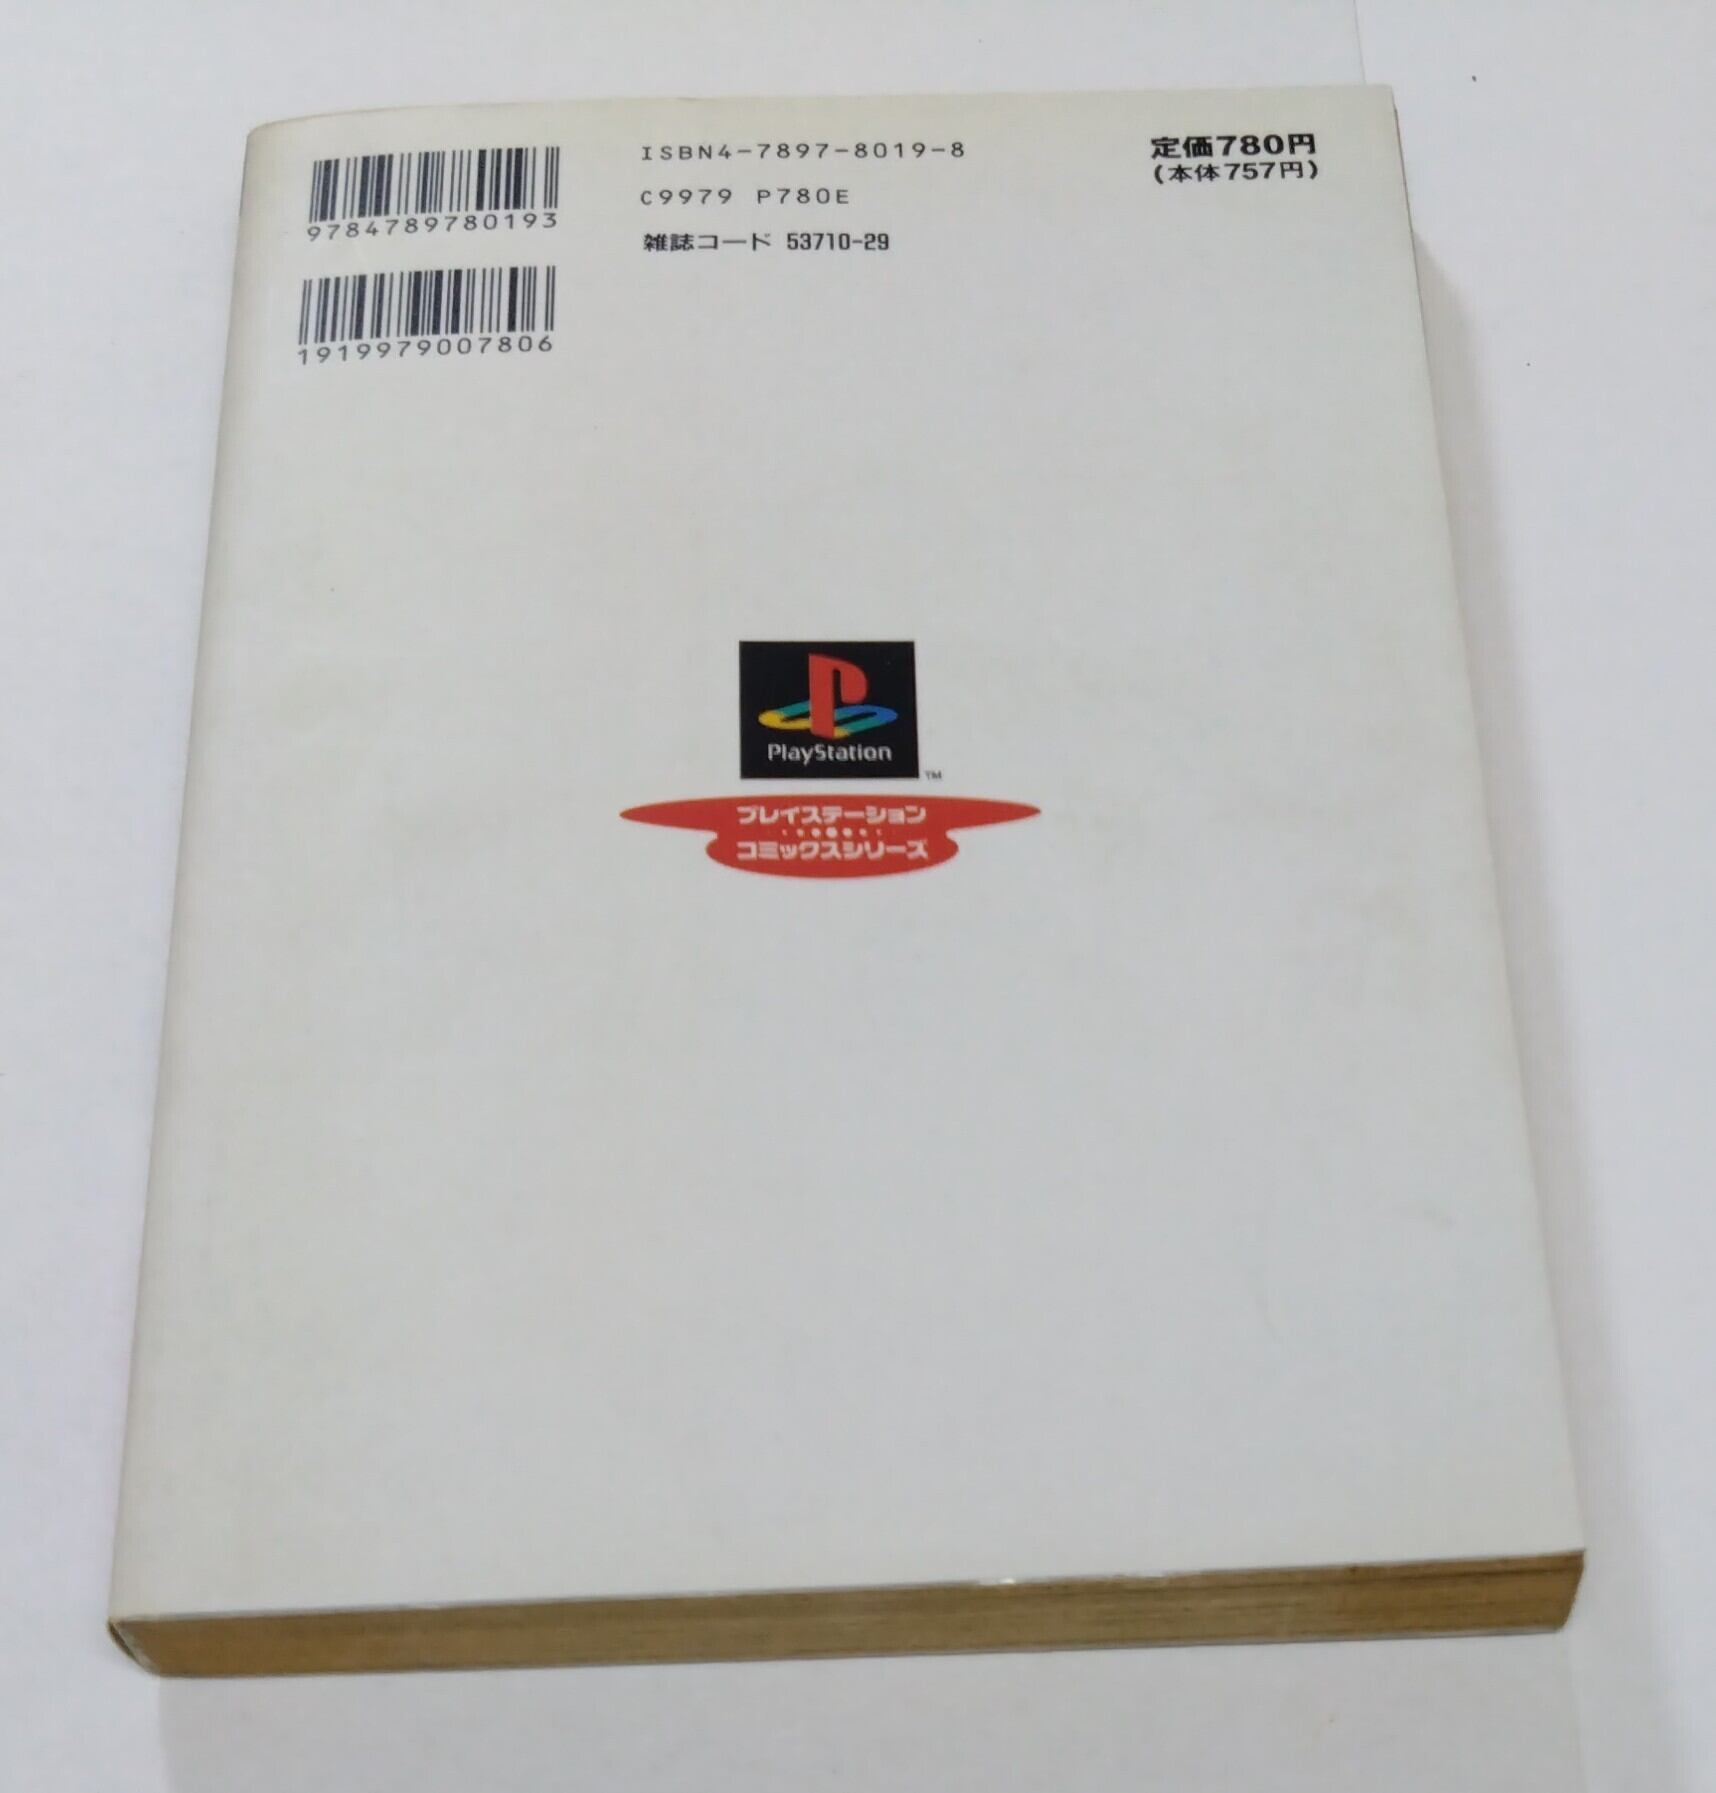 ISBN4-7897-8019-8
C9979 P780E
雑誌コード 53710-29
定価780円
(本体757円)
9784789780193
1919979007806
PlayStation
TM
プレイステーション
コミックスシリーズ